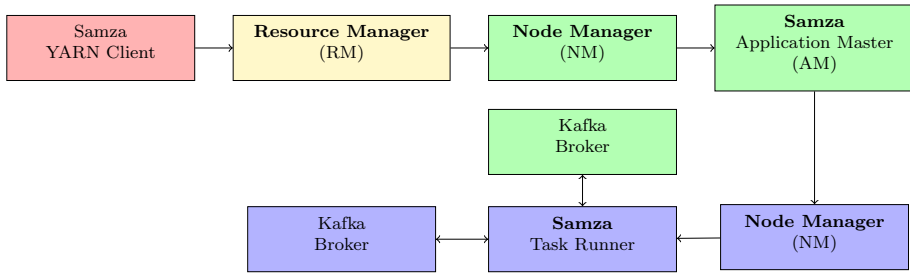 Samza
YARN Client
Resource Manager
(RM)
Node Manager
(NM)
Samza
Application Master
(AM)
Kafka
Broker
Kafka
Broker
Samza
Task Runner
Node Manager
(NM)